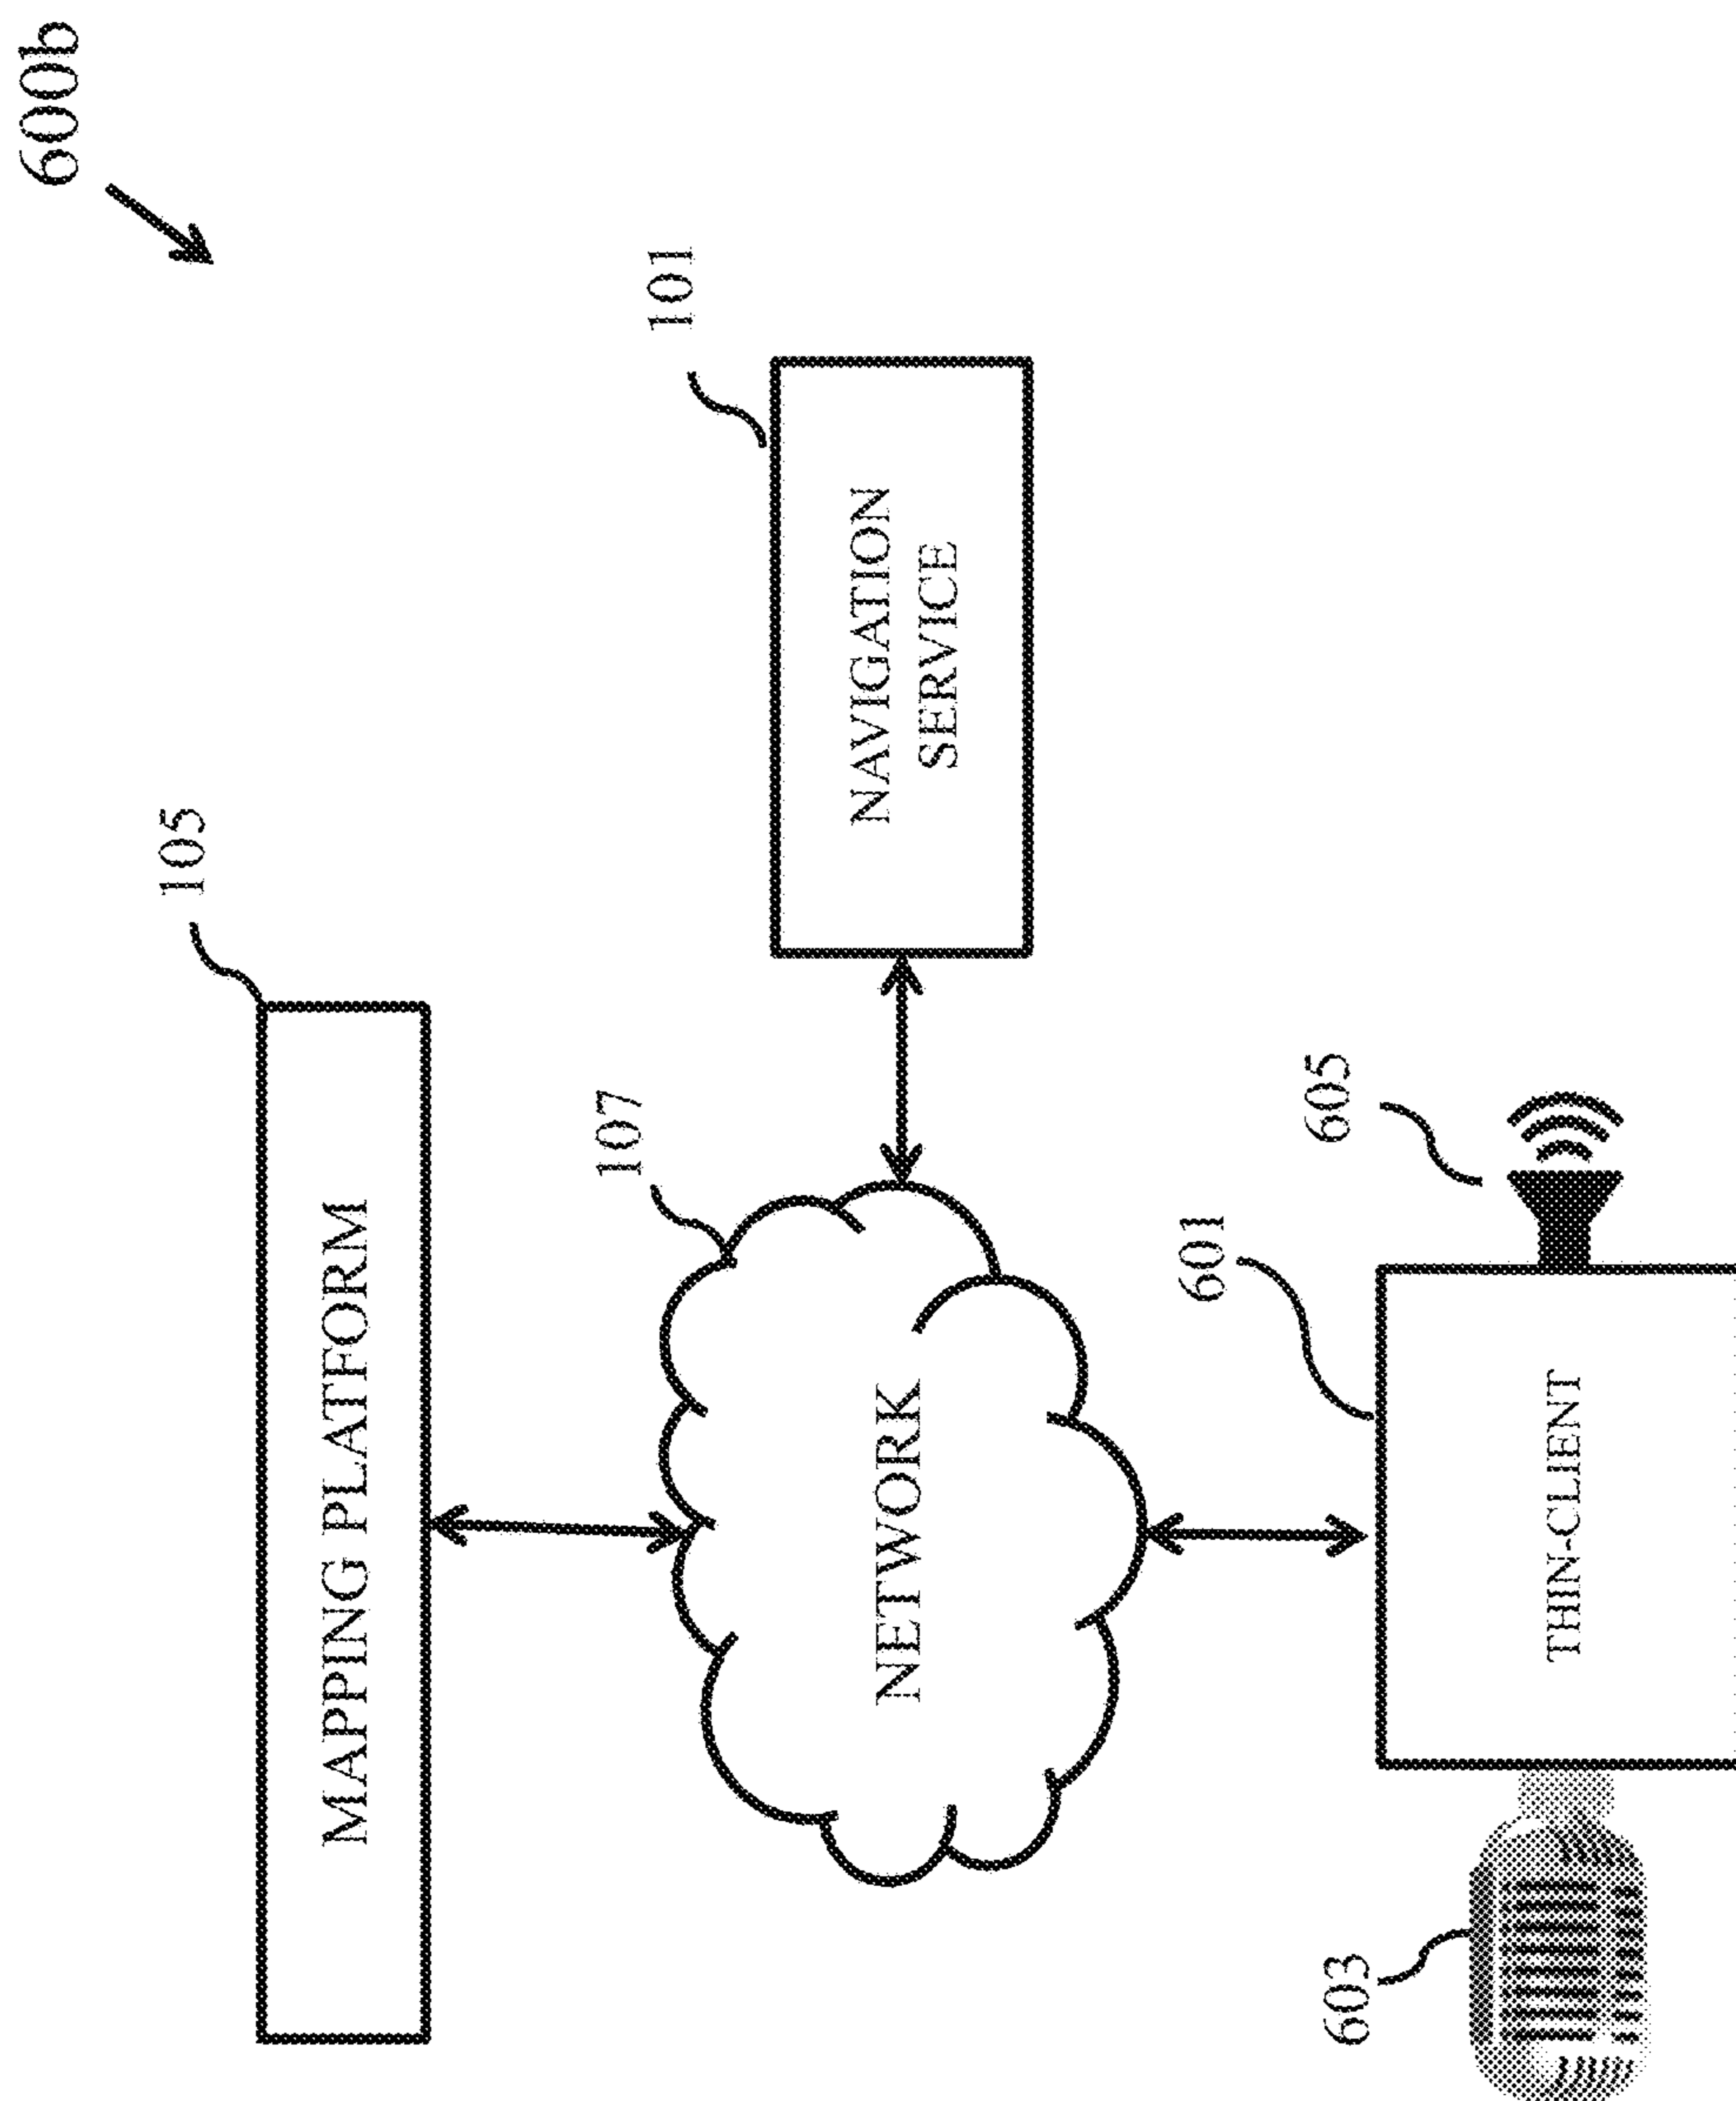 600b
105
MAPPING PLATFORM
101
NAVIGATION
SERVICE
107
NETWORK
601
605
THIN-CLIENT
603